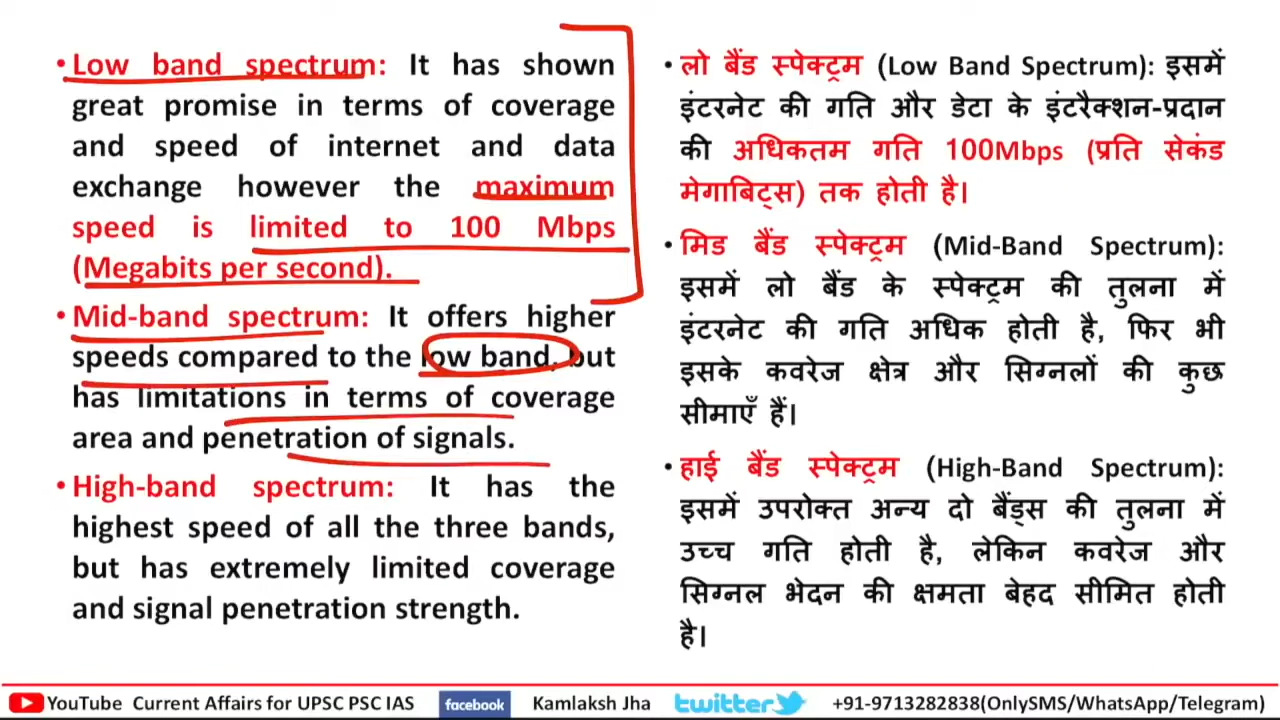 • Low band spectrum: It has shown
great promise in terms of coverage
and speed of internet and data
exchange however the maximum
speed is limited to 100 Mbps
(Megabits per second).
• Mid-band spectrum: It offers higher
speeds compared to the low band, but
has limitations in terms of coverage
area and penetration of signals.
• High-band spectrum: It has the
highest speed of all the three bands,
but has extremely limited coverage
and signal penetration strength.
• लो बैंड स्पेक्ट्रम (Low Band Spectrum): इसमें
इंटरनेट की गति और डेटा के इंटरैक्शन-प्रदान
की अधिकतम गति 100Mbps (प्रति सेकंड
मेगाबिट्स) तक होती है।
• मिड बैंड स्पेक्ट्रम (Mid-Band Spectrum):
इसमें लो बैंड के स्पेक्ट्रम की तुलना में
इंटरनेट की गति अधिक होती है, फिर भी
इसके कवरेज क्षेत्र और सिग्नलों की कुछ
सीमाएँ हैं।
• हाई बैंड स्पेक्ट्रम (High-Band Spectrum):
इसमें उपरोक्त अन्य दो बैंड्स की तुलना में
उच्च गति होती है, लेकिन कवरेज और
सिग्नल भेदन की क्षमता बेहद सीमित होती
है।
YouTube Current Affairs for UPSC PSC IAS facebook Kamlaksh Jha twitter +91-9713282838(OnlySMS/WhatsApp/Telegram)